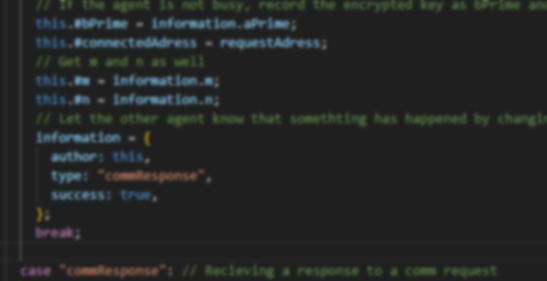 // If the agent is not busy, record the encrypted key as bPrime and
this.#bPrime = information.aPrime;
this.#connectedAdress = requestAdress;
// Get m and n as well
this.#m = information.m;
this.#n = information.n;
// Let the other agent know that somethting has happened by changin
information = {
author: this,
type: "commResponse",
success: true,
};
break;
case "commResponse": // Recieving a response to a comm request